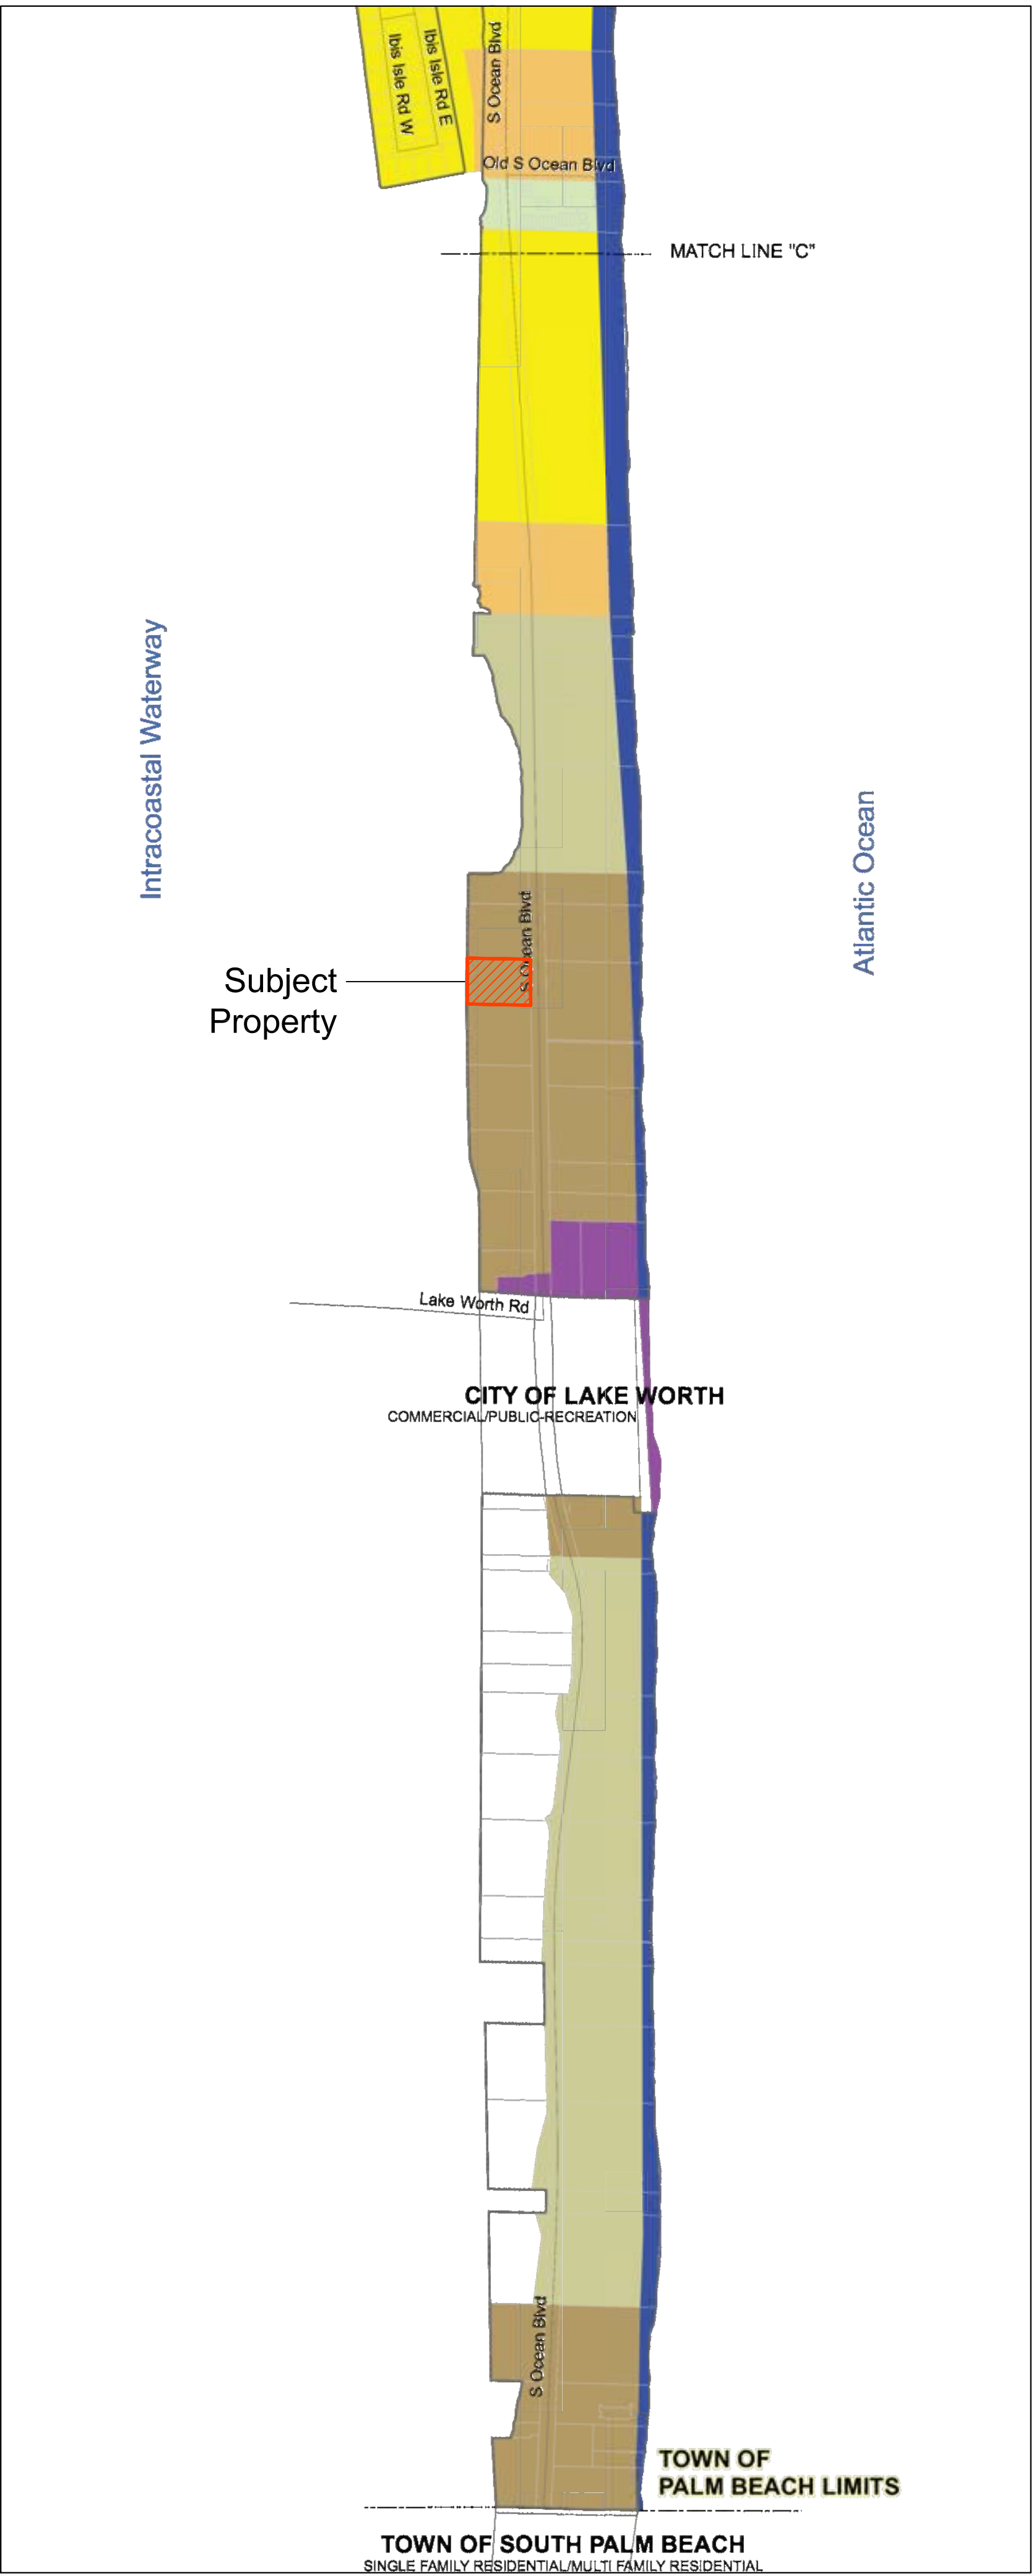 Ibis Isle Rd W
Ibis Isle Rd E
S Ocean Blvd
Old S Ocean Blvd
MATCH LINE "C"
Intracoastal Waterway
Atlantic Ocean
S Ocean Blvd
Subject
Property
Lake Worth Rd
CITY OF LAKE WORTH
COMMERCIAL/PUBLIC-RECREATION
S Ocean Blvd
TOWN OF
PALM BEACH LIMITS
TOWN OF SOUTH PALM BEACH
SINGLE FAMILY RESIDENTIAL/MULTI FAMILY RESIDENTIAL